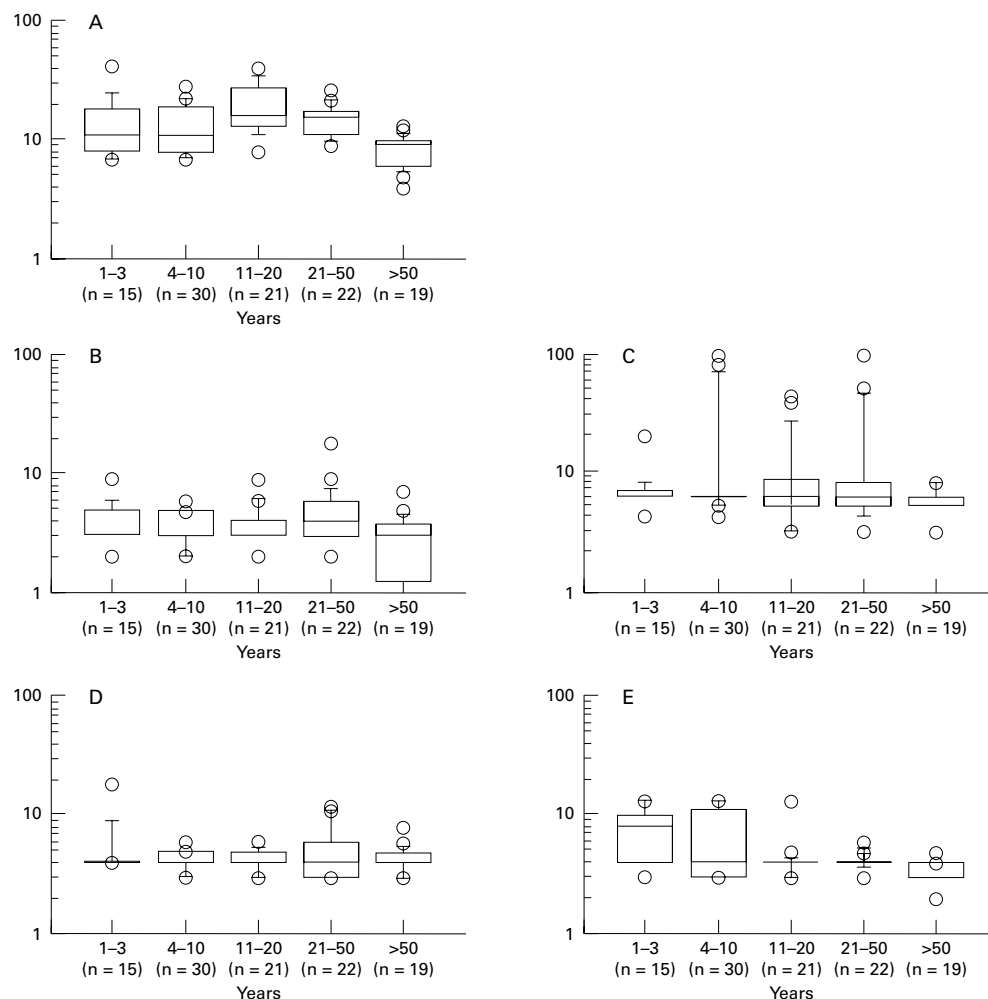 A
100
10
1
1–3 4–10 11–20 21–50 >50
(n = 15) (n = 30) (n = 21) (n = 22) (n = 19)
Years
B
100
10
1
1–3 4–10 11–20 21–50 >50
(n = 15) (n = 30) (n = 21) (n = 22) (n = 19)
Years
C
100
10
1
1–3 4–10 11–20 21–50 >50
(n = 15) (n = 30) (n = 21) (n = 22) (n = 19)
Years
D
100
10
1
1–3 4–10 11–20 21–50 >50
(n = 15) (n = 30) (n = 21) (n = 22) (n = 19)
Years
E
100
10
1
1–3 4–10 11–20 21–50 >50
(n = 15) (n = 30) (n = 21) (n = 22) (n = 19)
Years